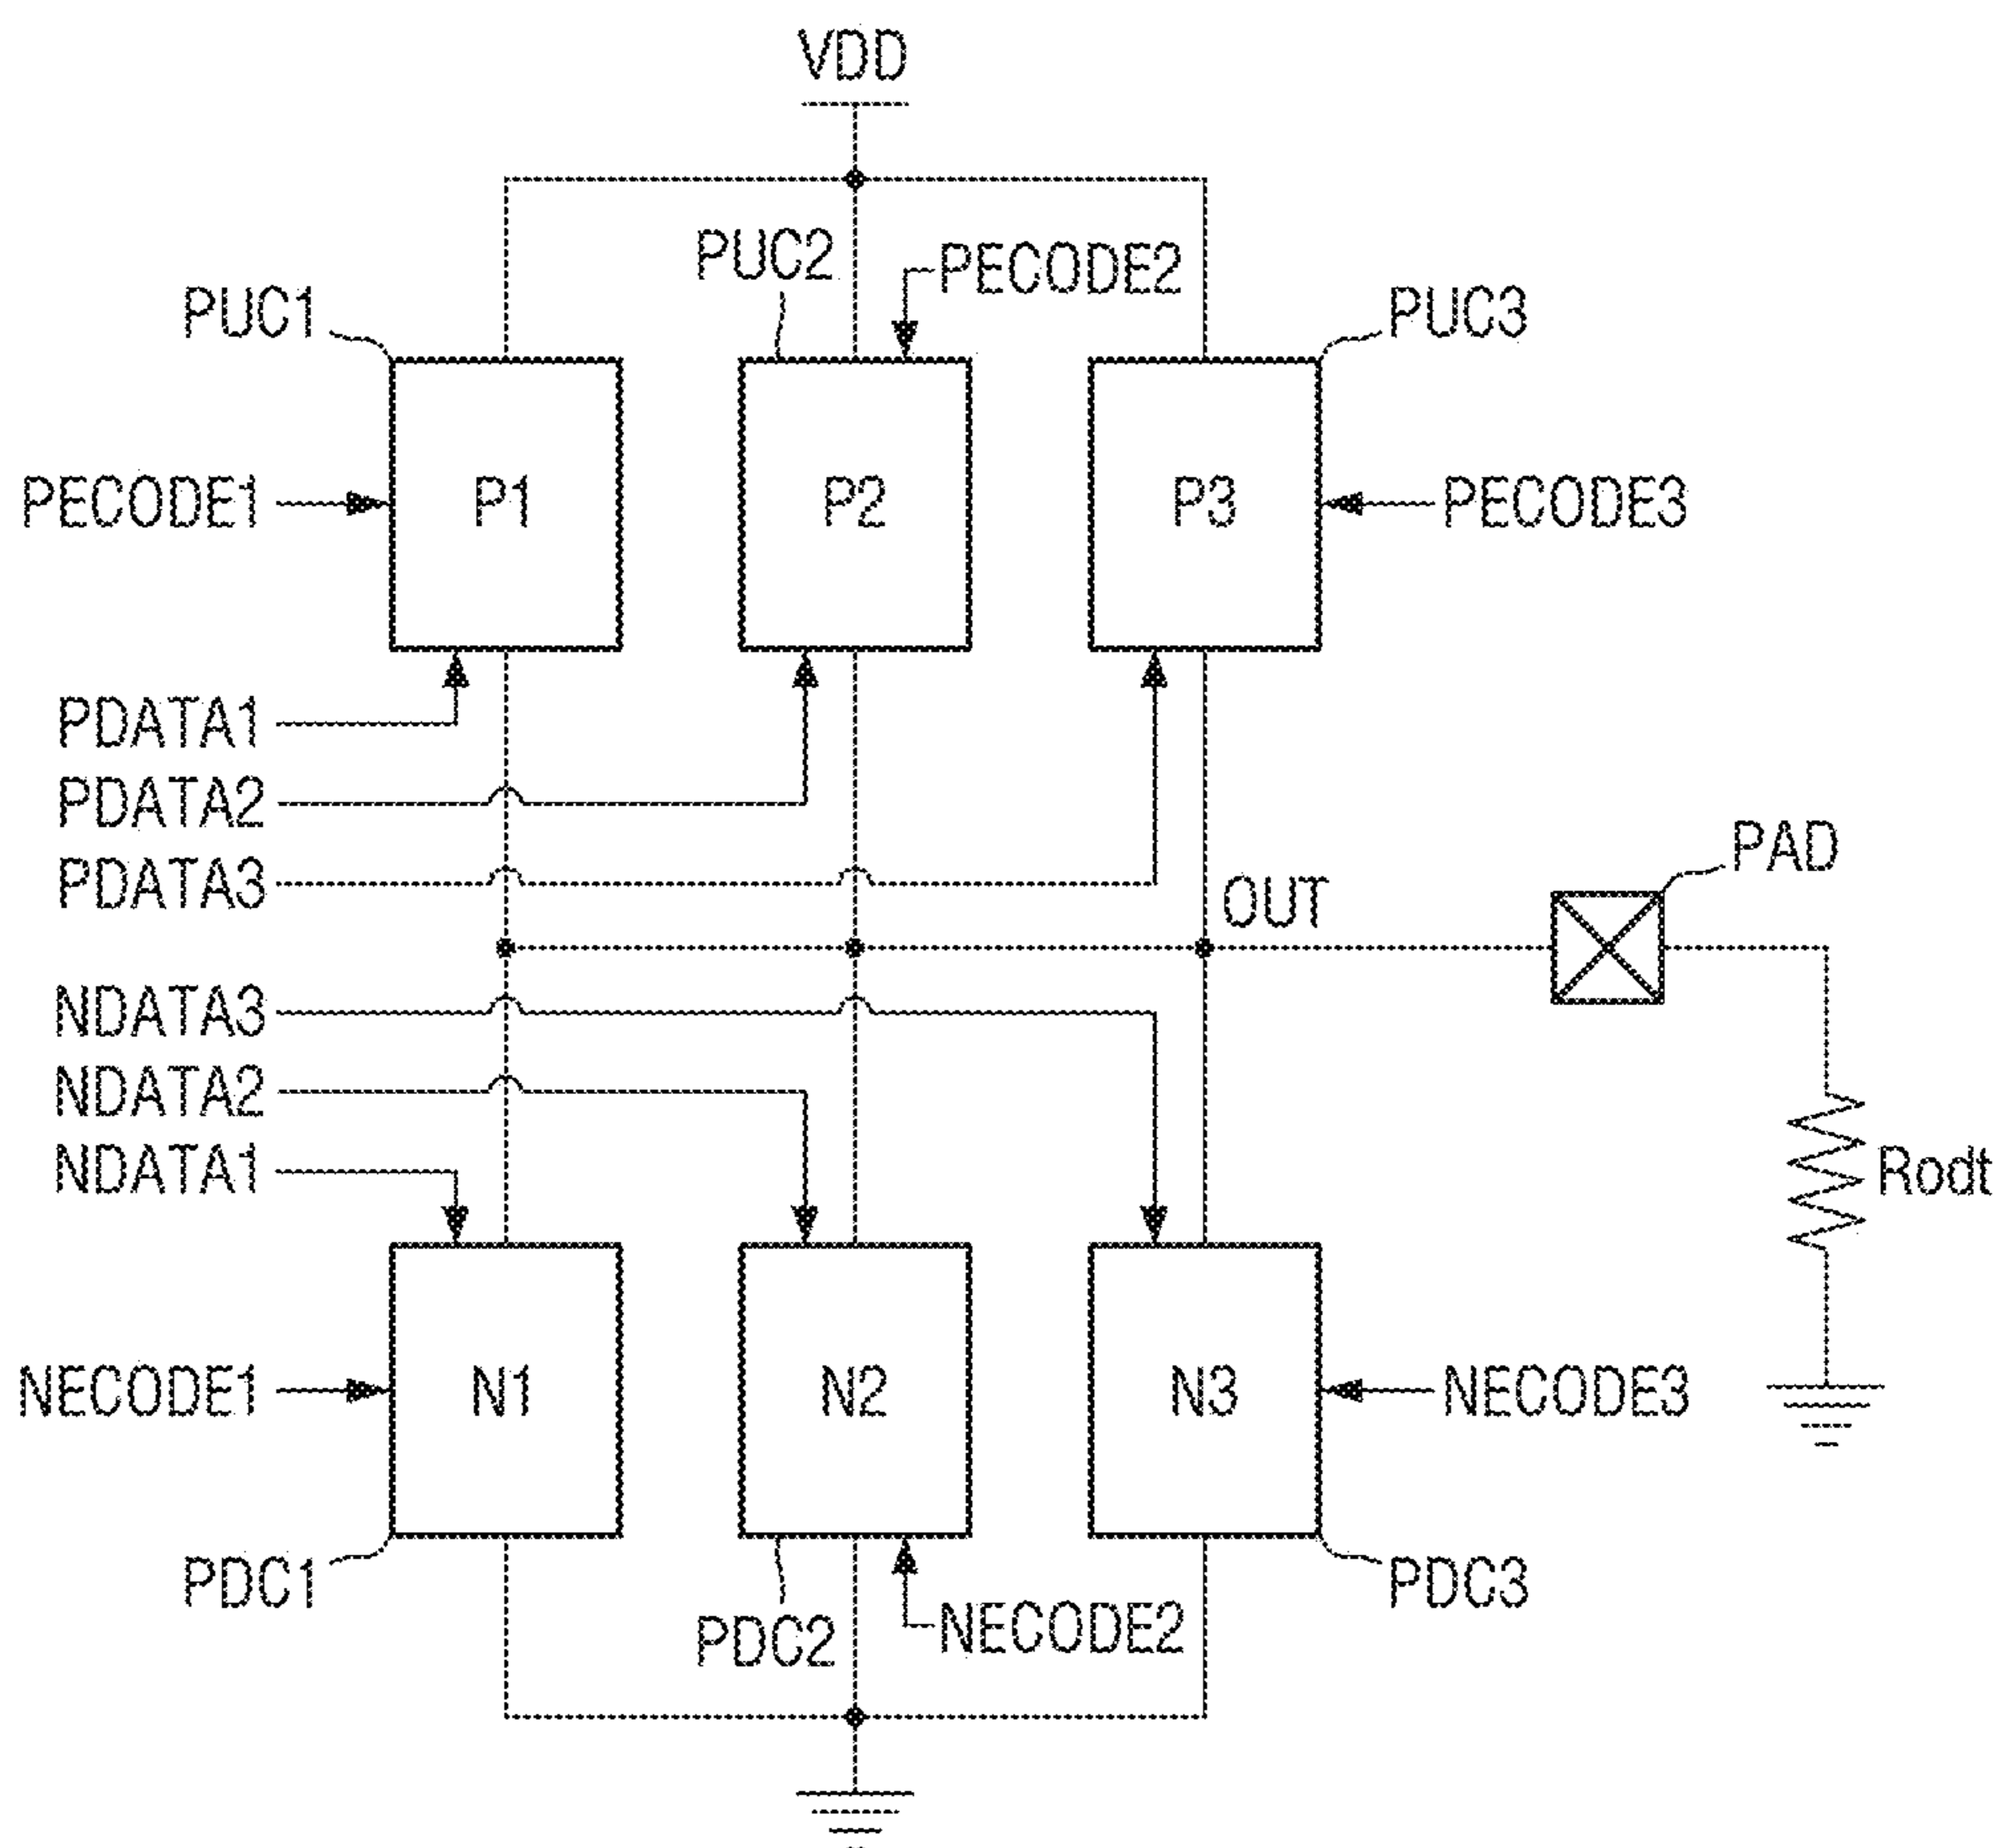 VDD
PUC2
PECODE2
PUC1
PUC3
PECODE1
P1
P2
P3
PECODE3
PDATA1
PDATA2
PDATA3
PAD
OUT
NDATA3
NDATA2
NDATA1
Rodt
NECODE1
N1
N2
N3
NECODE3
PDC1
PDC2
NECODE2
PDC3